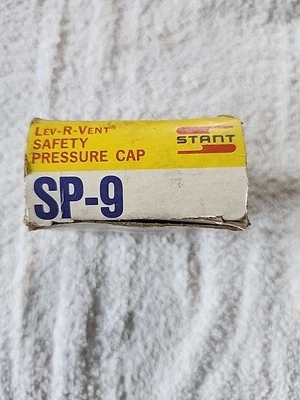 LEV-R-VENT®
SAFETY
PRESSURE CAP
STANT
SP-9